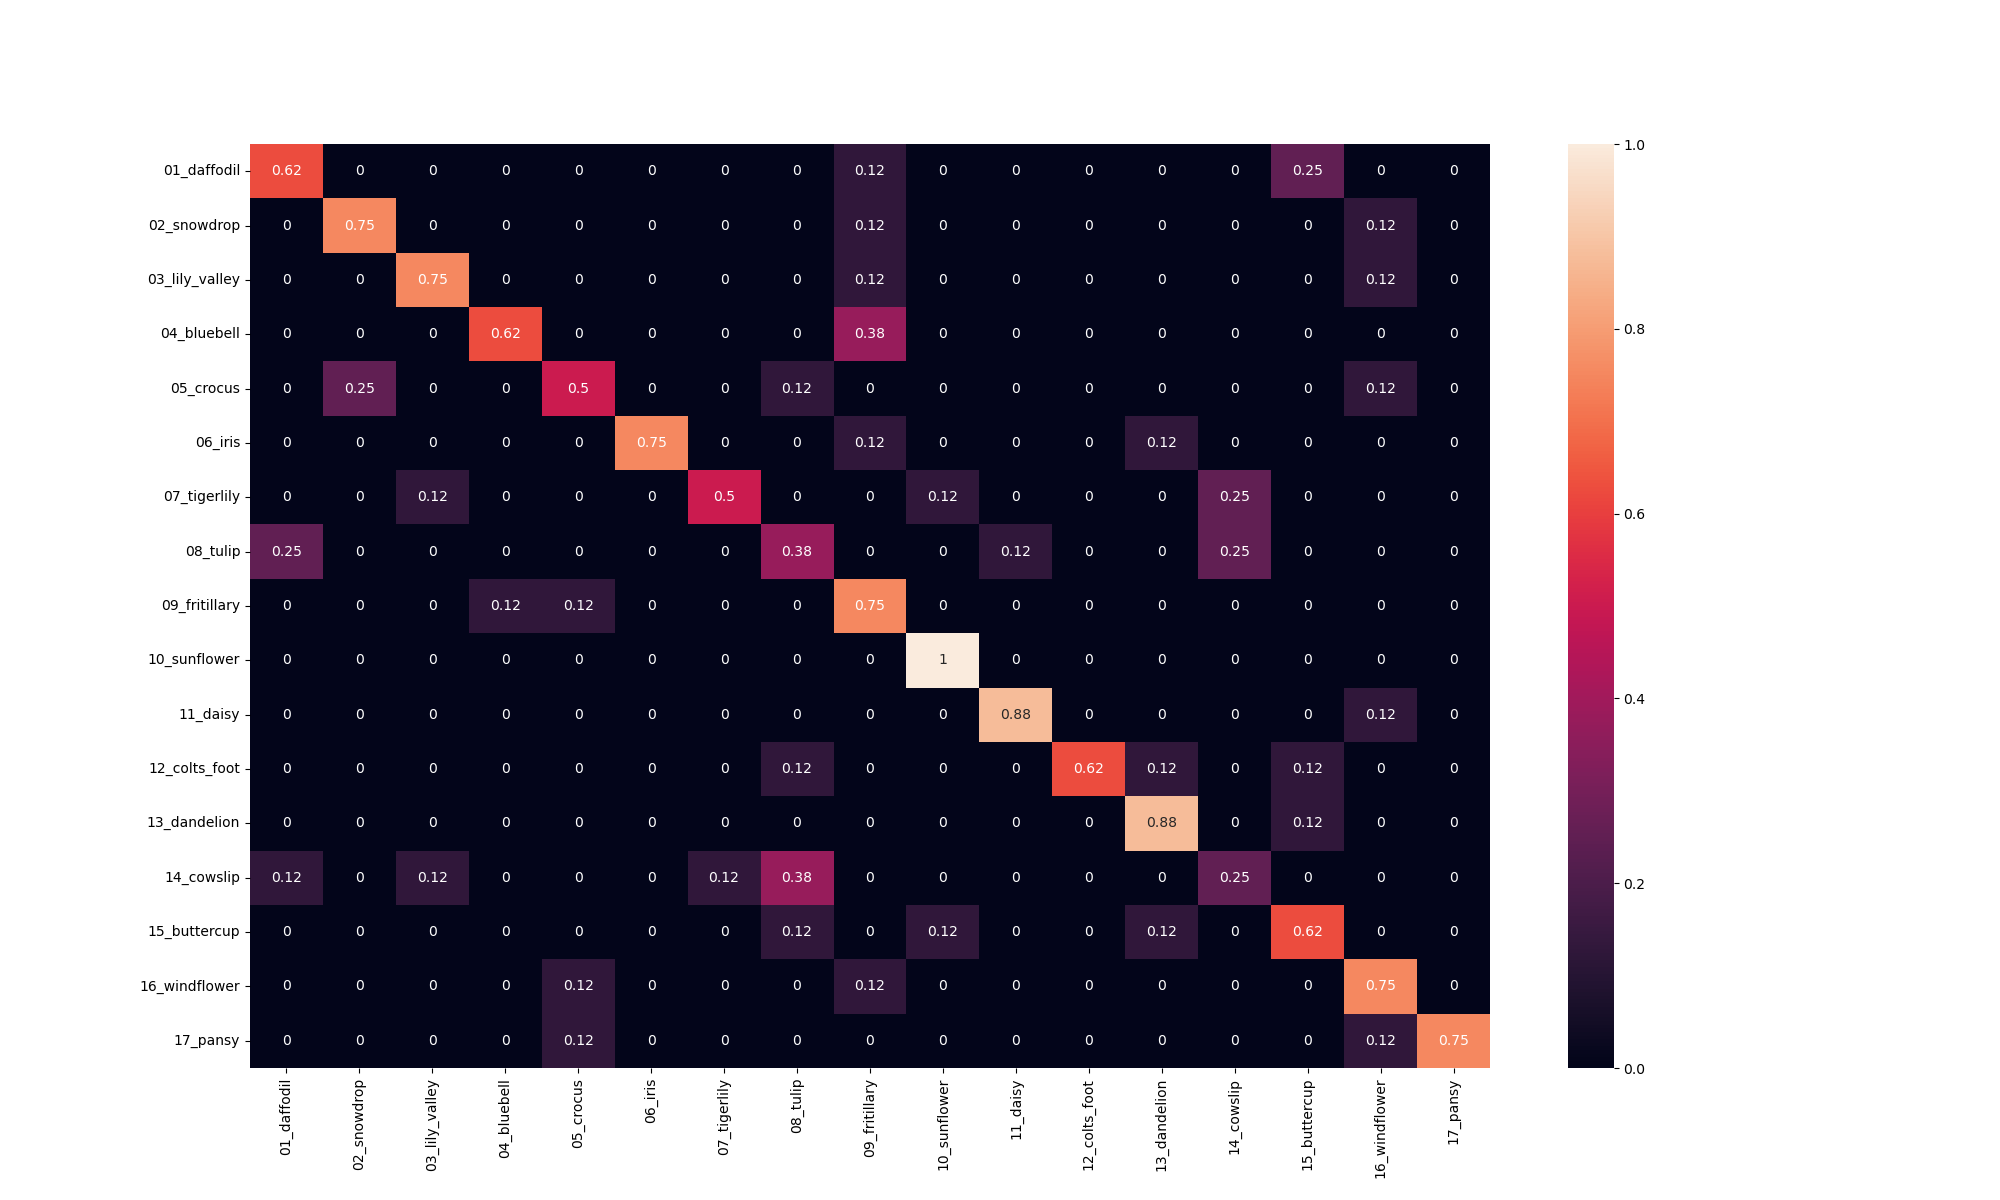 01_daffodil 0.62 0 0 0 0 0 0 0 0.12 0 0 0 0 0 0.25 0 0
02_snowdrop 0 0.75 0 0 0 0 0 0 0.12 0 0 0 0 0 0 0.12 0
03_lily_valley 0 0 0.75 0 0 0 0 0 0.12 0 0 0 0 0 0 0.12 0
04_bluebell 0 0 0 0.62 0 0 0 0 0.38 0 0 0 0 0 0 0 0
05_crocus 0 0.25 0 0 0.5 0 0 0.12 0 0 0 0 0 0 0 0.12 0
06_iris 0 0 0 0 0 0.75 0 0 0.12 0 0 0 0.12 0 0 0 0
07_tigerlily 0 0 0.12 0 0 0 0.5 0 0 0.12 0 0 0 0.25 0 0 0
08_tulip 0.25 0 0 0 0 0 0 0.38 0 0 0.12 0 0 0.25 0 0 0
09_fritillary 0 0 0 0.12 0.12 0 0 0 0.75 0 0 0 0 0 0 0 0
10_sunflower 0 0 0 0 0 0 0 0 0 1 0 0 0 0 0 0 0
11_daisy 0 0 0 0 0 0 0 0 0 0 0.88 0 0 0 0 0.12 0
12_colts_foot 0 0 0 0 0 0 0 0.12 0 0 0 0.62 0.12 0 0.12 0 0
13_dandelion 0 0 0 0 0 0 0 0 0 0 0 0 0.88 0 0.12 0 0
14_cowslip 0.12 0 0.12 0 0 0 0.12 0.38 0 0 0 0 0 0.25 0 0 0
15_buttercup 0 0 0 0 0 0 0 0.12 0 0.12 0 0 0.12 0 0.62 0 0
16_windflower 0 0 0 0 0.12 0 0 0 0.12 0 0 0 0 0 0 0.75 0
17_pansy 0 0 0 0 0.12 0 0 0 0 0 0 0 0 0 0 0.12 0.75
01_daffodil
02_snowdrop
03_lily_valley
04_bluebell
05_crocus
06_iris
07_tigerlily
08_tulip
09_fritillary
10_sunflower
11_daisy
12_colts_foot
13_dandelion
14_cowslip
15_buttercup
16_windflower
17_pansy
1.0
0.8
0.6
0.4
0.2
0.0